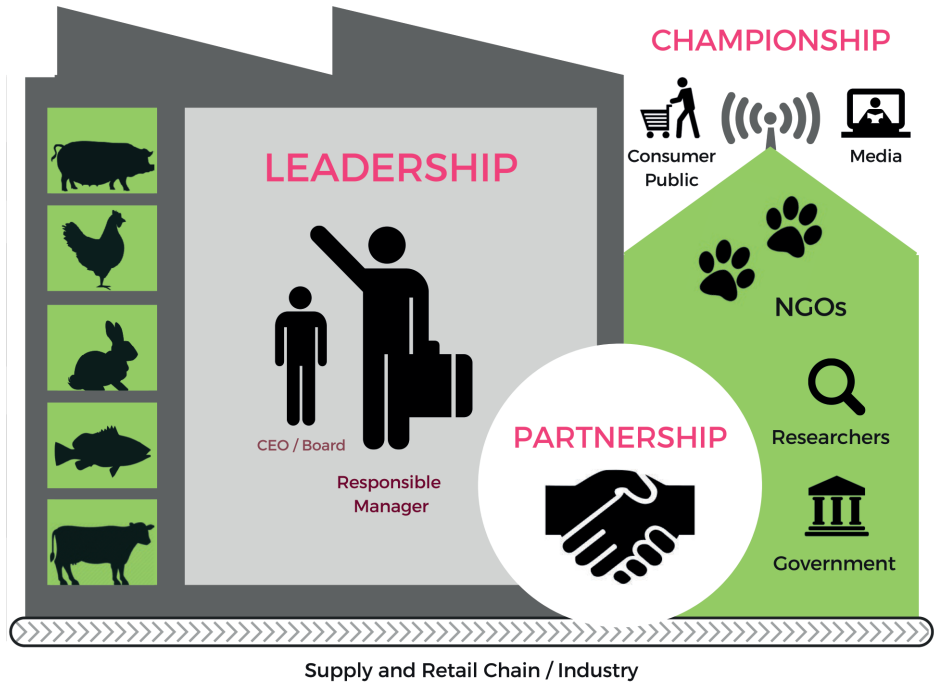 CHAMPIONSHIP
Consumer
Public
Media
LEADERSHIP
NGOs
CEO / Board
Responsible
Manager
PARTNERSHIP
Researchers
Government
Supply and Retail Chain / Industry